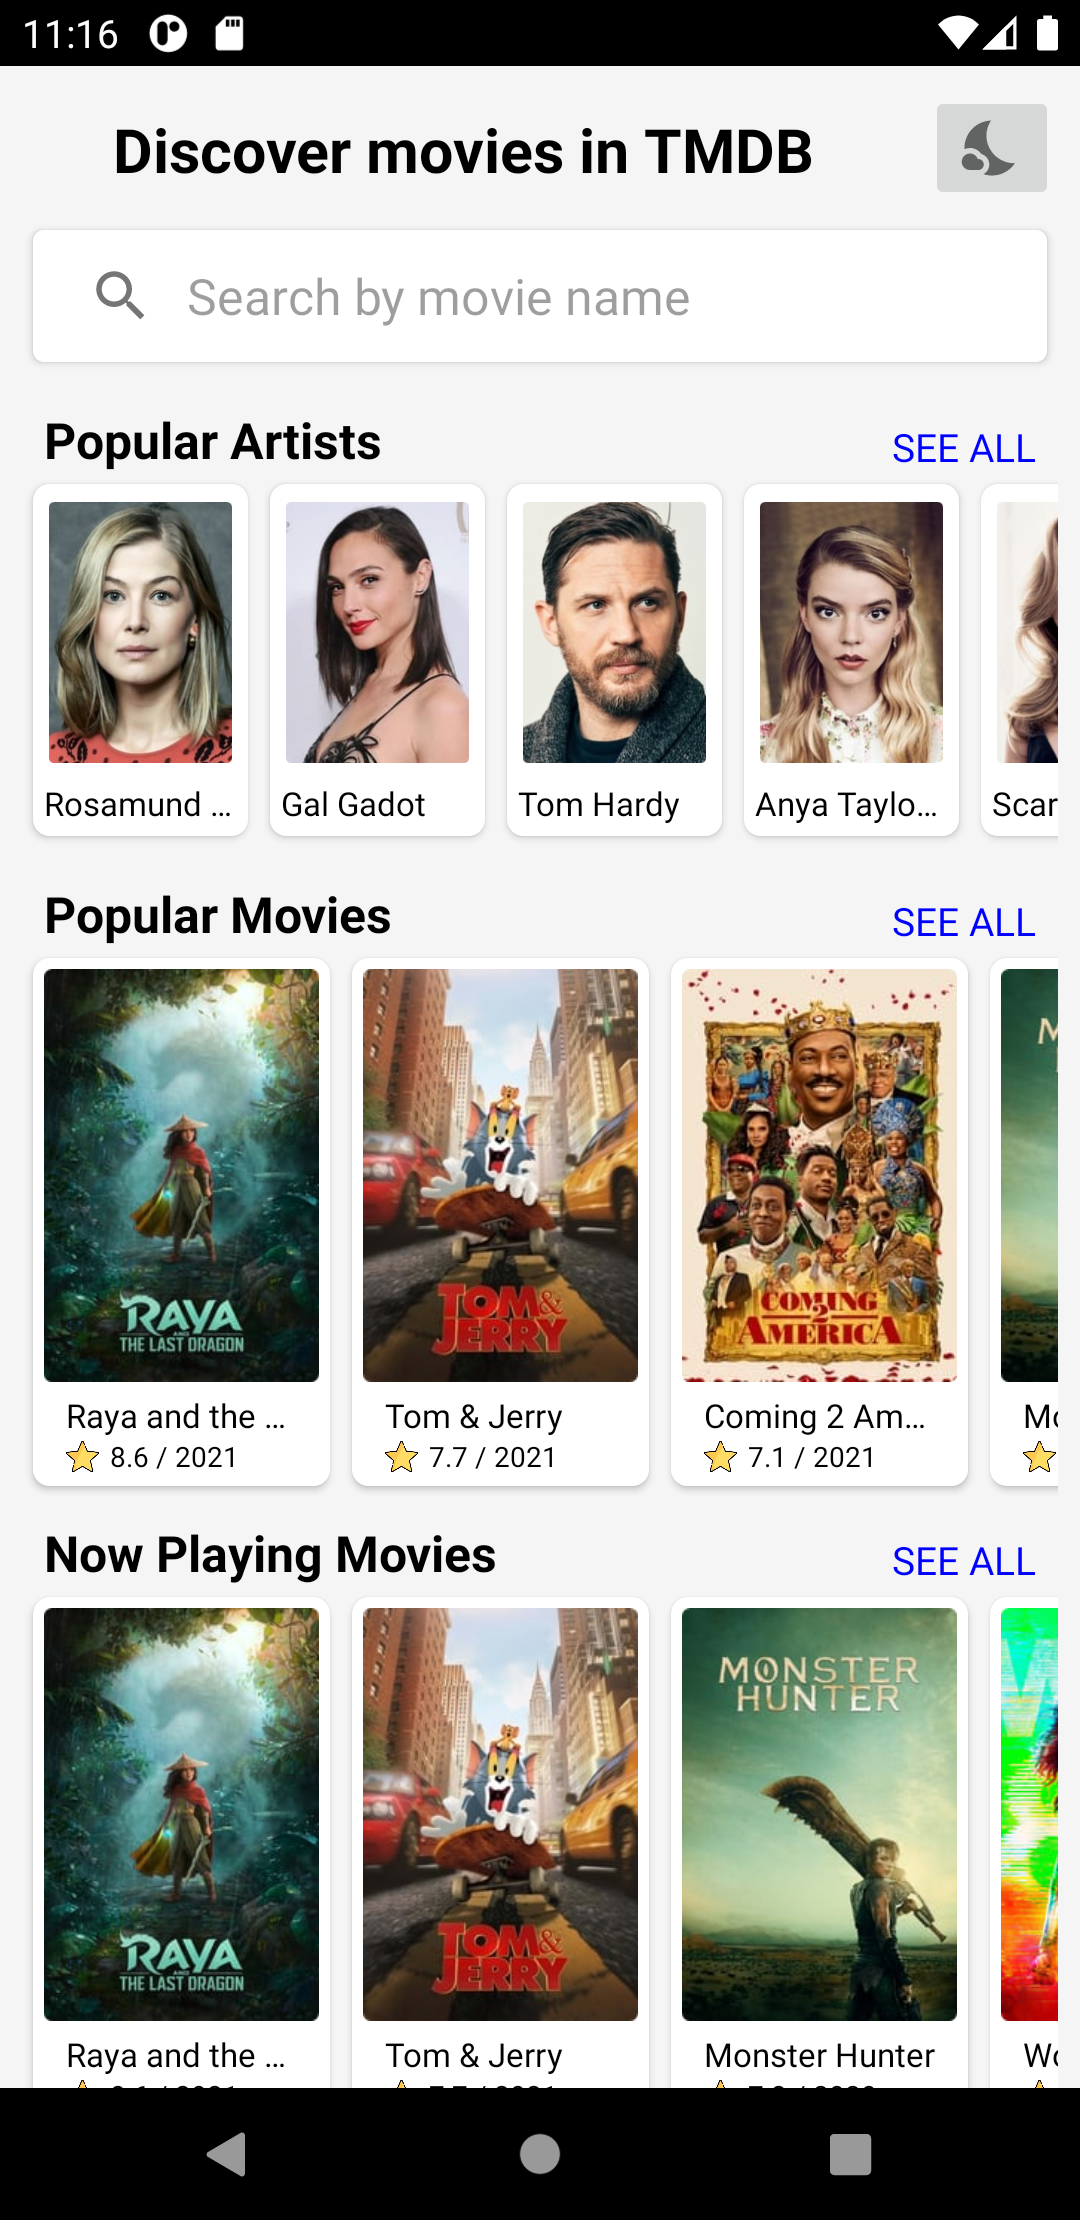 11:16
Discover movies in TMDB
Search by movie name
Popular Artists
SEE ALL
Rosamund ...
Gal Gadot
Tom Hardy
Anya Taylo...
Scar
Popular Movies
SEE ALL
RAYA
AND
THE LAST DRAGON
TOM &
JERRY
COMING
2
AMERICA
M
Raya and the ...
Tom & Jerry
Coming 2 Am...
Mo
8.6 / 2021
7.7 / 2021
7.1 / 2021
Now Playing Movies
SEE ALL
RAYA
AND
THE LAST DRAGON
TOM &
JERRY
MONSTER
HUNTER
Raya and the ...
Tom & Jerry
Monster Hunter
Wo